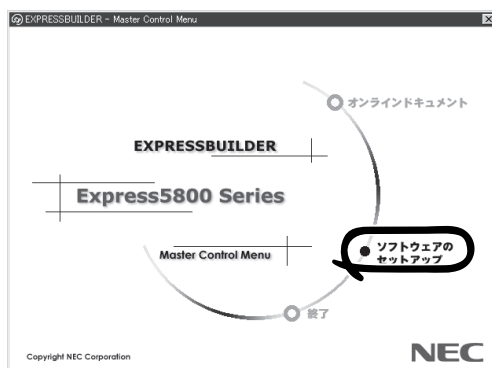 EXPRESSBUILDER - Master Control Menu
オンラインドキュメント
EXPRESSBUILDER
Express5800 Series
Master Control Menu
ソフトウェアの
セットアップ
終了
Copyright NEC Corporation
NEC